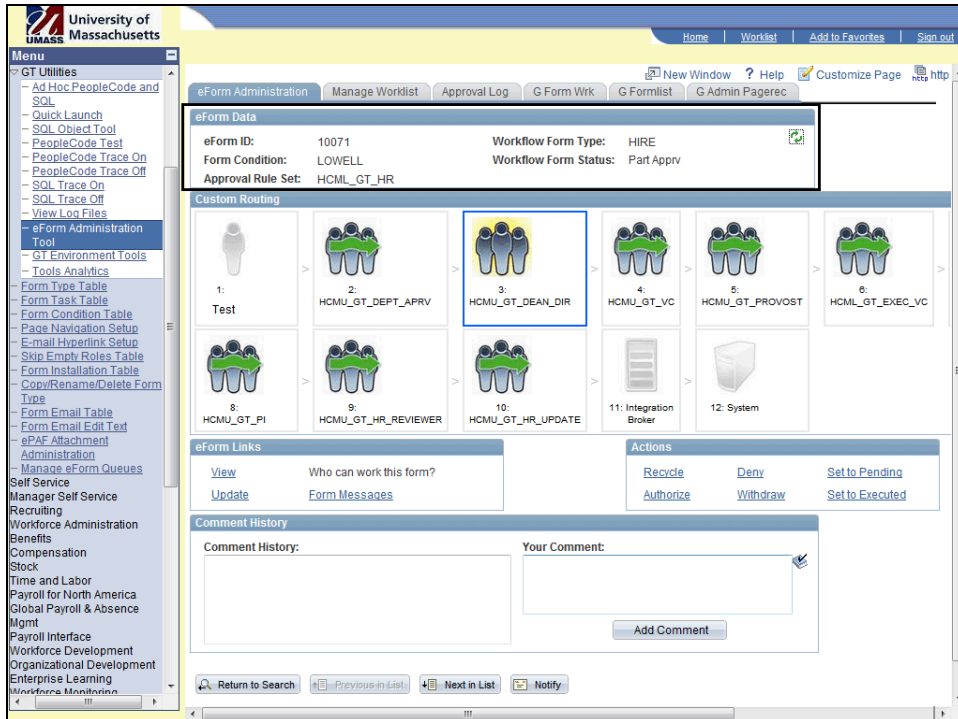 University of
UMASS Massachusetts
Home
Worklist
Add to Favorites
Sign out
Menu
GT Utilities
Ad Hoc PeopleCode and
SQL
Quick Launch
SQL Object Tool
PeopleCode Test
PeopleCode Trace On
PeopleCode Trace Off
SQL Trace On
SQL Trace Off
View Log Files
eForm Administration
Tool
GT Environment Tools
Tools Analytics
Form Type Table
Form Task Table
Form Condition Table
Page Navigation Setup
E-mail Hyperlink Setup
Skip Empty Roles Table
Form Installation Table
Copy/Rename/Delete Form
Type
Form Email Table
Form Email Edit Text
ePAF Attachment
Administration
Manage eForm Queues
Self Service
Manager Self Service
Recruiting
Workforce Administration
Benefits
Compensation
Stock
Time and Labor
Payroll for North America
Global Payroll & Absence
Mgmt
Payroll Interface
Workforce Development
Organizational Development
Enterprise Learning
Workforce Monitoring
New Window
? Help
Customize Page
http
eForm Administration
Manage Worklist
Approval Log
G Form Wrk
G Formlist
G Admin Pagerec
eForm Data
eForm ID: 10071 Workflow Form Type: HIRE
Form Condition: LOWELL Workflow Form Status: Part Apprv
Approval Rule Set: HCML_GT_HR
Custom Routing
1:
Test
2:
HCMU_GT_DEPT_APRV
3:
HCMU_GT_DEAN_DIR
4:
HCMU_GT_VC
5:
HCMU_GT_PROVOST
6:
HCML_GT_EXEC_VC
8:
HCMU_GT_PI
9:
HCMU_GT_HR_REVIEWER
10:
HCMU_GT_HR_UPDATE
11: Integration
Broker
12: System
eForm Links
View Who can work this form?
Update Form Messages
Actions
Recycle Deny Set to Pending
Authorize Withdraw Set to Executed
Comment History
Comment History:
Your Comment:
Add Comment
Return to Search
Previous in List
Next in List
Notify